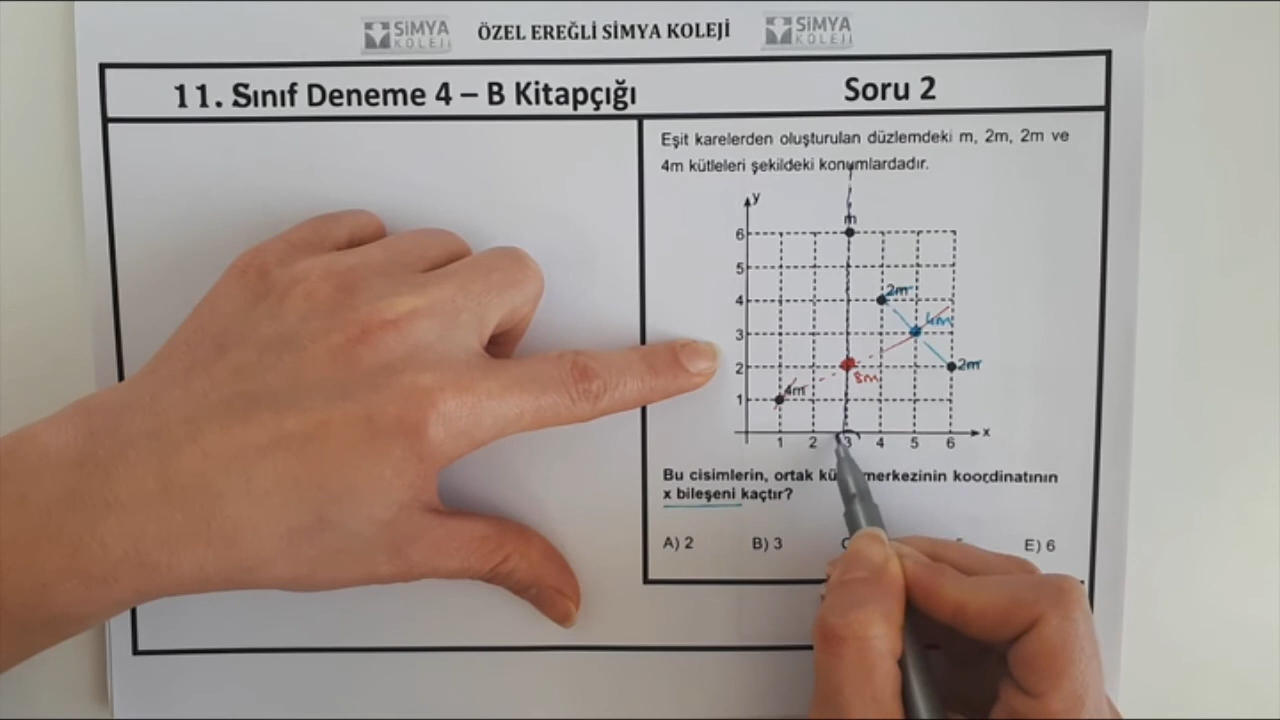 SİMYA
KOLEJİ
ÖZEL EREĞLİ SİMYA KOLEJİ
SİMYA
KOLEJİ
11. Sınıf Deneme 4 – B Kitapçığı
Soru 2
Eşit karelerden oluşturulan düzlemdeki m, 2m, 2m ve
4m kütleleri şekildeki konumlardadır.
y
m
6
5
2m
4
4m
3
2m
2
8m
4m
1
x
1 2 3 4 5 6
Bu cisimlerin, ortak kü merkezinin koordinatının
x bileşeni kaçtır?
A) 2 B) 3 E) 6